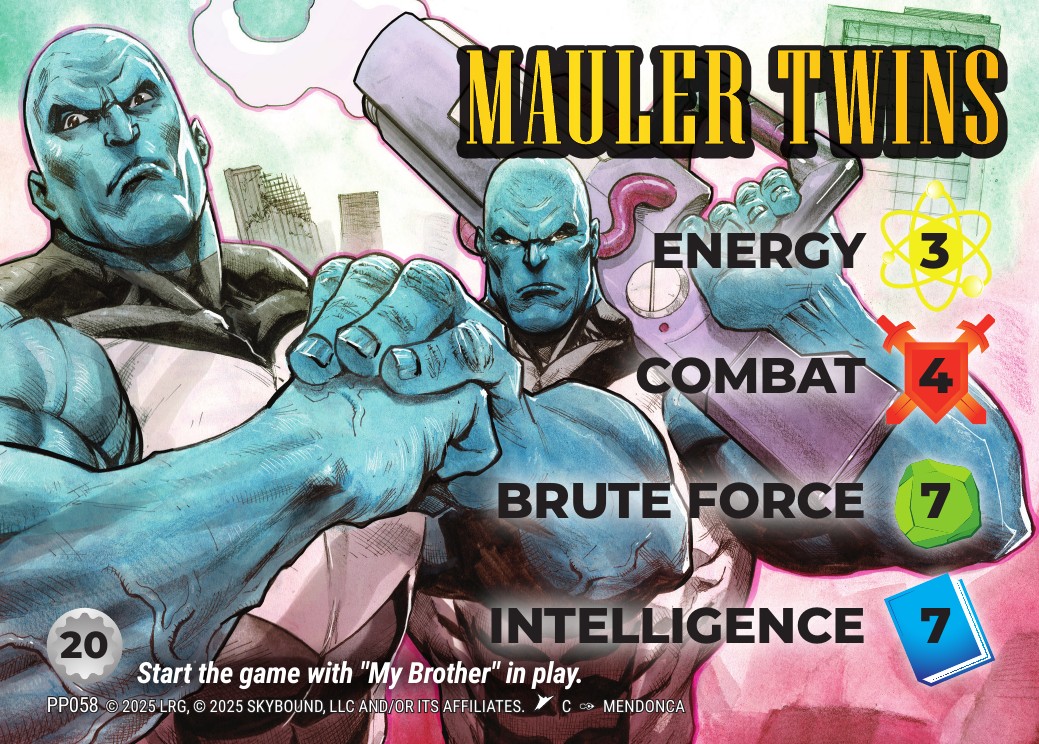 MAULER TWINS
ENERGY 3
COMBAT 4
BRUTE FORCE 7
INTELLIGENCE 7
20
Start the game with "My Brother" in play.
PP058 © 2025 LRG, © 2025 SKYBOUND, LLC AND/OR ITS AFFILIATES. C MENDONCA